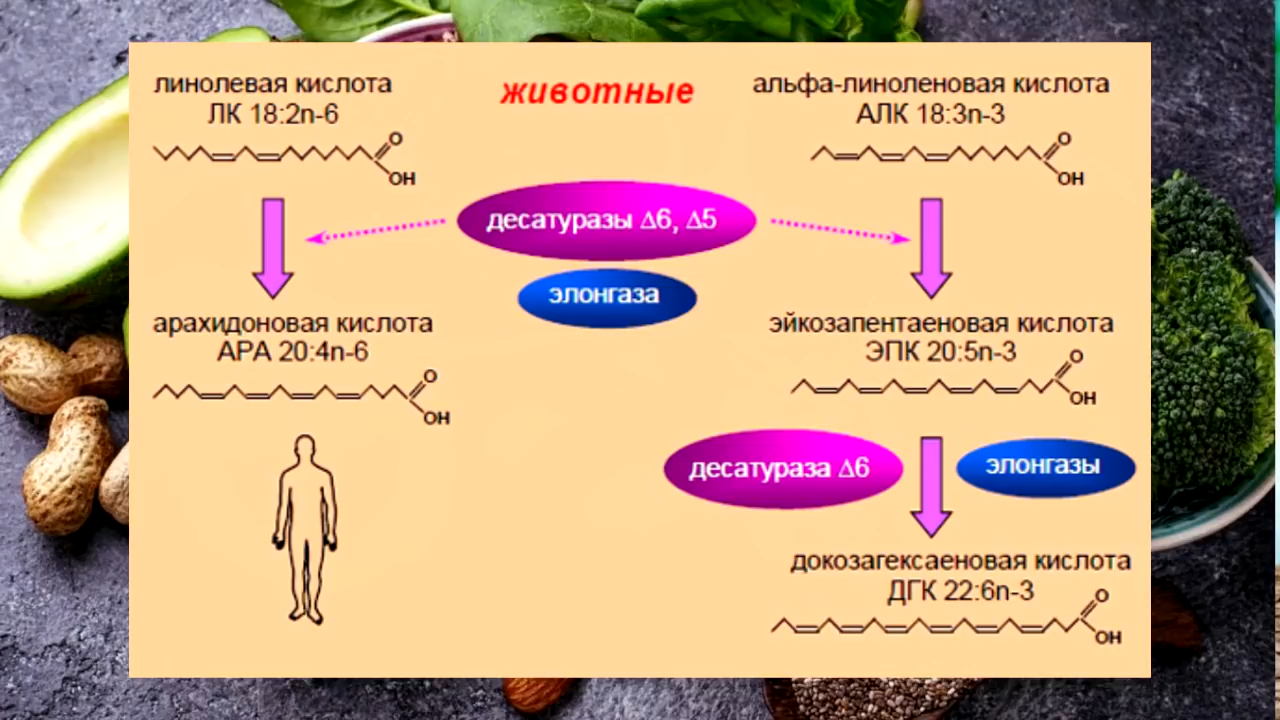 линолевая кислота
ЛК 18:2n-6
O
OH
животные
альфа-линоленовая кислота
АЛК 18:3n-3
O
OH
десатуразы Δ6, Δ5
элонгаза
арахидоновая кислота
АРА 20:4n-6
O
OH
эйкозапентаеновая кислота
ЭПК 20:5n-3
O
OH
десатураза Δ6
элонгазы
докозагексаеновая кислота
ДГК 22:6n-3
O
OH